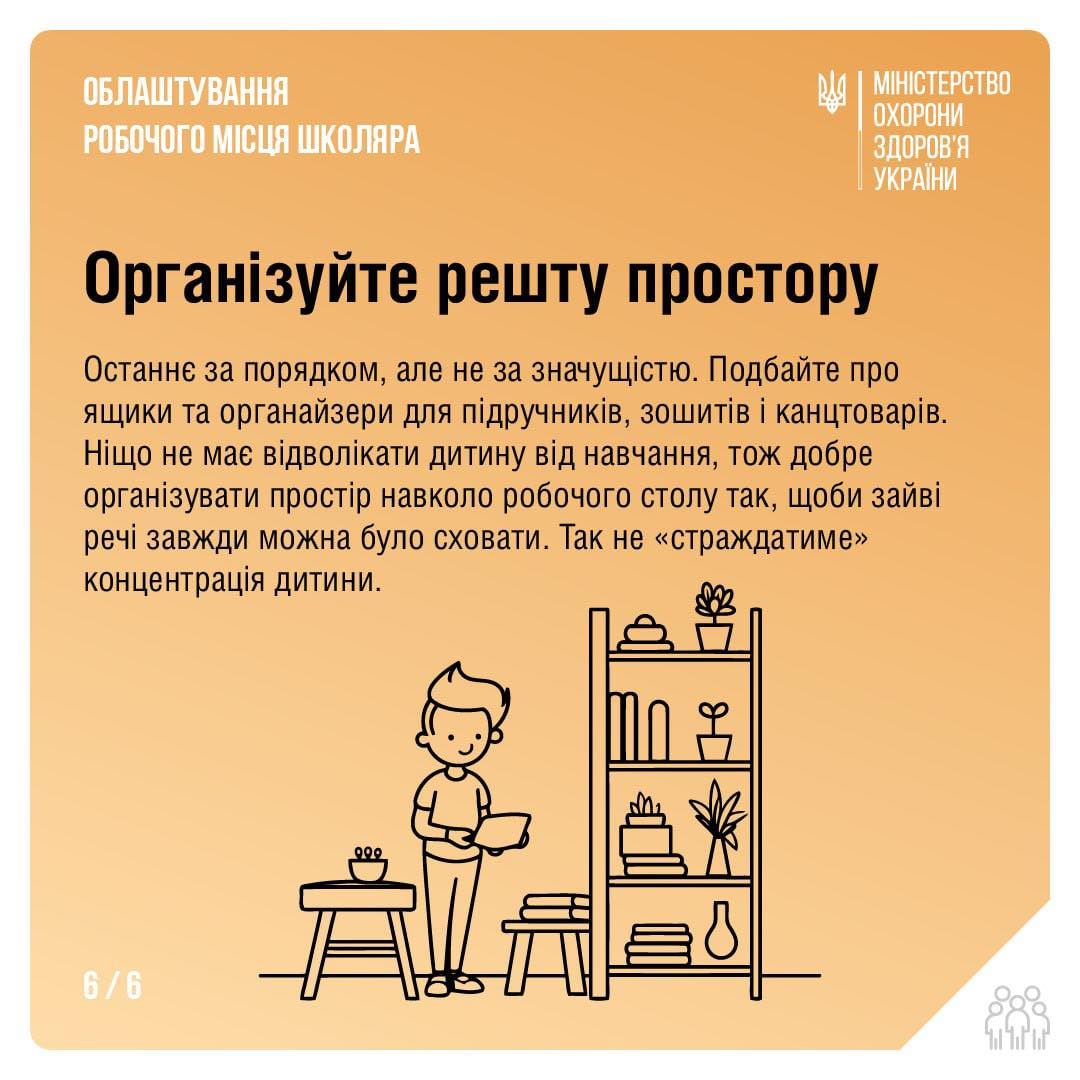 ОБЛАШТУВАННЯ
РОБОЧОГО МІСЦЯ ШКОЛЯРА
МІНІСТЕРСТВО
ОХОРОНИ
ЗДОРОВ'Я
УКРАЇНИ
Організуйте решту простору
Останнє за порядком, але не за значущістю. Подбайте про
ящики та органайзери для підручників, зошитів і канцтоварів.
Ніщо не має відволікати дитину від навчання, тож добре
організувати простір навколо робочого столу так, щоби зайві
речі завжди можна було сховати. Так не «страждатиме»
концентрація дитини.
6 / 6